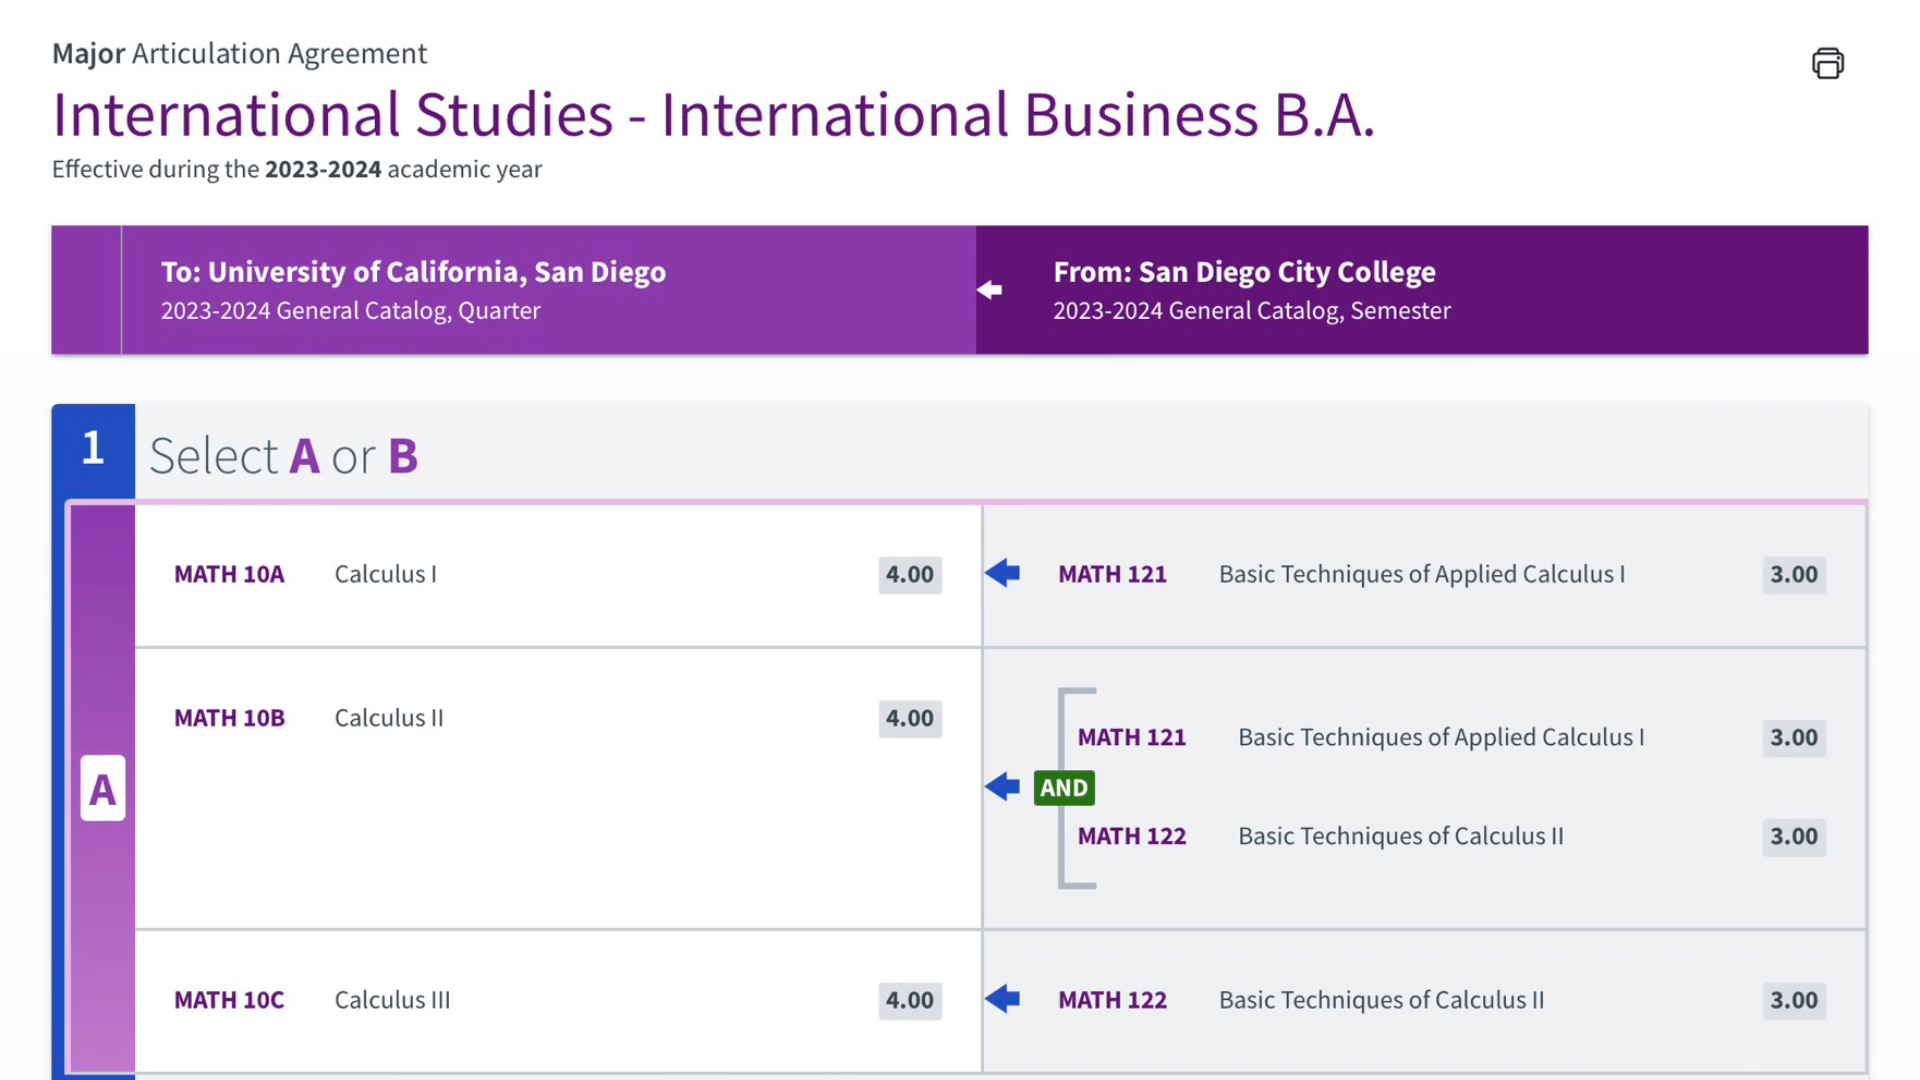 Major Articulation Agreement
International Studies - International Business B.A.
Effective during the 2023-2024 academic year
To: University of California, San Diego
2023-2024 General Catalog, Quarter
From: San Diego City College
2023-2024 General Catalog, Semester
1
Select A or B
A
MATH 10A Calculus I 4.00
MATH 121 Basic Techniques of Applied Calculus I 3.00
MATH 10B Calculus II 4.00
MATH 121 Basic Techniques of Applied Calculus I 3.00
AND
MATH 122 Basic Techniques of Calculus II 3.00
MATH 10C Calculus III 4.00
MATH 122 Basic Techniques of Calculus II 3.00